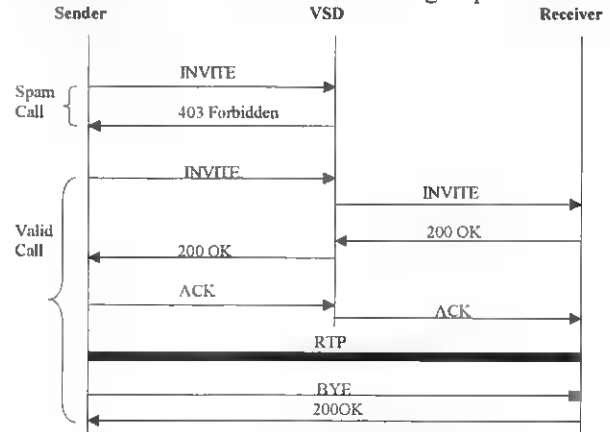 Sender VSD Receiver
INVITE
Spam
Call
403 Forbidden
INVITE
INVITE
Valid
Call
200 OK
200 OK
ACK
ACK
RTP
BYE
200OK